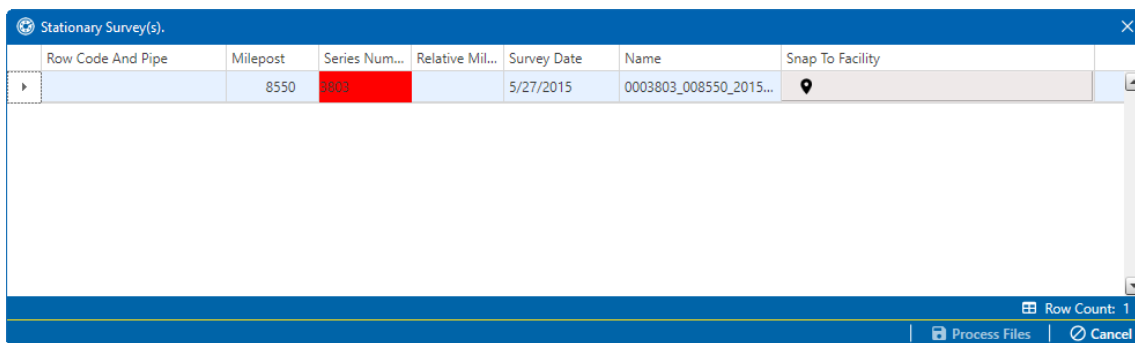 Stationary Survey(s).
Row Code And Pipe Milepost Series Num... Relative Mil... Survey Date Name Snap To Facility
8550 3803 5/27/2015 0003803_008550_2015...
Row Count: 1
Process Files Cancel